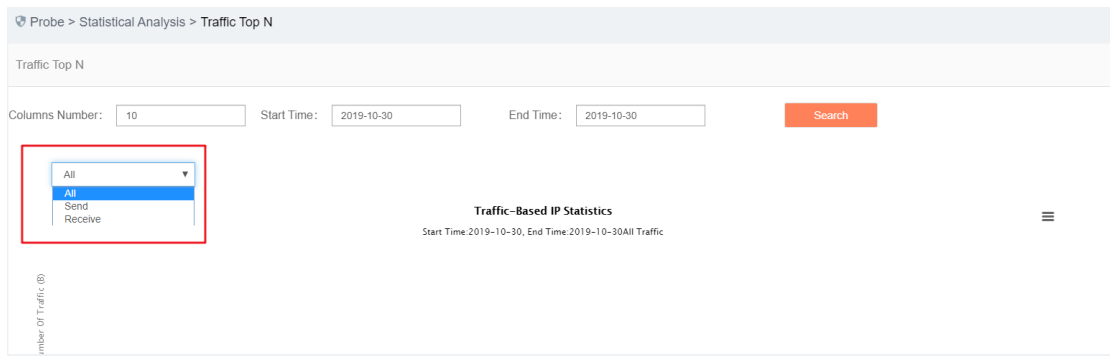 Probe > Statistical Analysis > Traffic Top N
Traffic Top N
Columns Number: 10 Start Time: 2019-10-30 End Time: 2019-10-30 Search
All
All
Send
Receive
Traffic-Based IP Statistics
Start Time:2019-10-30, End Time:2019-10-30All Traffic
Of Traffic (B)